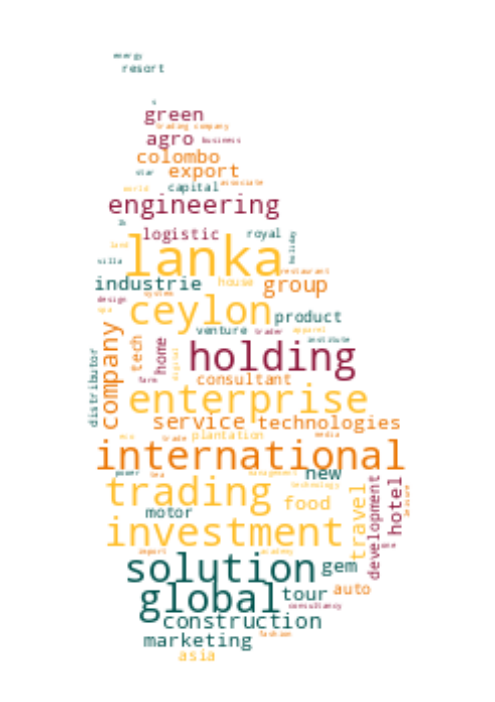 energy
resort
s
green
trading company
agro business
colombo
star export
world capital associate
engineering
lk
logistic royal
land lanka holiday
villa restaurant
industrie house group
design system
spa ceylon product
venture trader apparel
institute
company tech home holding
distributor farm digital consultant
enterprise
service technologies
eco trade plantation media
international
power tea management new
trading technology
food travel development hotel leisure
motor
investment
one
import academy
solution gem
global tour auto
consultancy
construction
marketing fashion
asia